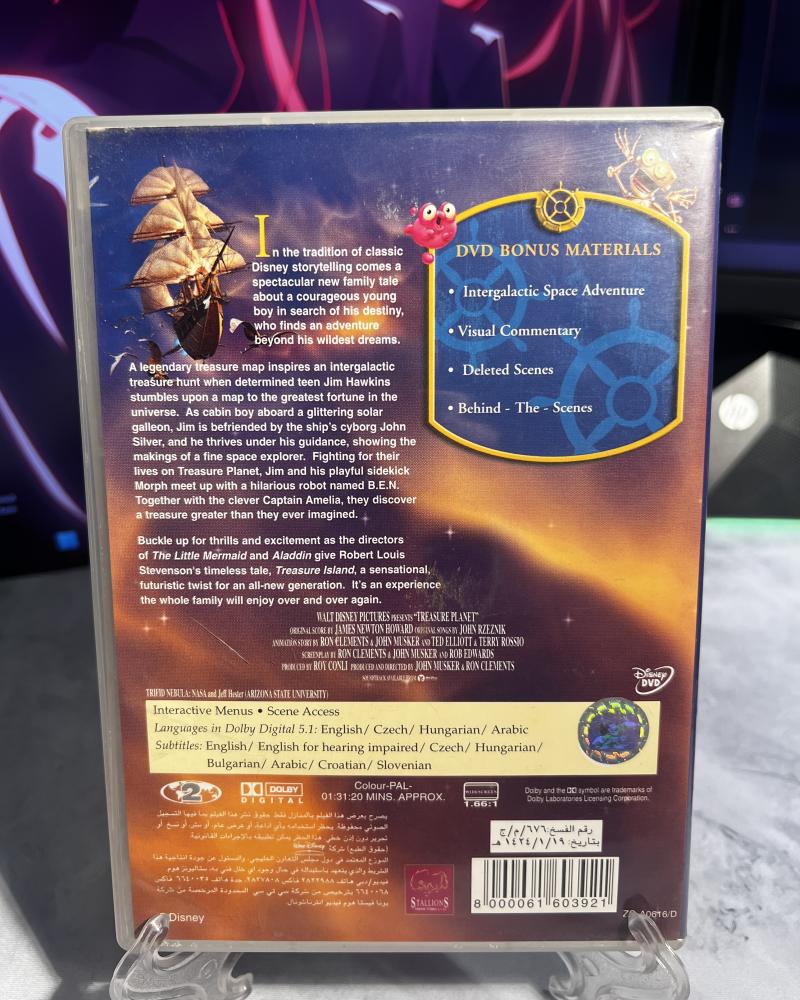 In the tradition of classic
Disney storytelling comes a
spectacular new family tale
about a courageous young
boy in search of his destiny,
who finds an adventure
beyond his wildest dreams.
A legendary treasure map inspires an intergalactic
treasure hunt when determined teen Jim Hawkins
stumbles upon a map to the greatest fortune in the
universe. As cabin boy aboard a glittering solar
galleon, Jim is befriended by the ship's cyborg John
Silver, and he thrives under his guidance, showing the
makings of a fine space explorer. Fighting for their
lives on Treasure Planet, Jim and his playful sidekick
Morph meet up with a hilarious robot named B.E.N.
Together with the clever Captain Amelia, they discover
a treasure greater than they ever imagined.
Buckle up for thrills and excitement as the directors
of The Little Mermaid and Aladdin give Robert Louis
Stevenson's timeless tale, Treasure Island, a sensational,
futuristic twist for an all-new generation. It's an experience
the whole family will enjoy over and over again.
DVD BONUS MATERIALS
• Intergalactic Space Adventure
• Visual Commentary
• Deleted Scenes
• Behind - The - Scenes
WALT DISNEY PICTURES PRESENTS "TREASURE PLANET"
ORIGINAL SCORE BY JAMES NEWTON HOWARD ORIGINAL SONGS BY JOHN RZEZNIK
ANIMATION STORY BY RON CLEMENTS & JOHN MUSKER AND TED ELLIOTT & TERRY ROSSIO
SCREENPLAY BY RON CLEMENTS & JOHN MUSKER AND ROB EDWARDS
PRODUCED BY ROY CONLI PRODUCED AND DIRECTED BY JOHN MUSKER & RON CLEMENTS
SOUNDTRACK AVAILABLE FROM
Disney
DVD
TRIFID NEBULA: NASA and Jeff Hester (ARIZONA STATE UNIVERSITY)
Interactive Menus • Scene Access
Languages in Dolby Digital 5.1: English/ Czech/ Hungarian/ Arabic
Subtitles: English/ English for hearing impaired/ Czech/ Hungarian/
Bulgarian/ Arabic/ Croatian/ Slovenian
2
DOLBY
DIGITAL
Colour-PAL-
01:31:20 MINS. APPROX.
WIDESCREEN
1.66:1
Dolby and the DD symbol are trademarks of
Dolby Laboratories Licensing Corporation.
رقم الفسح: ٦٧٦/م/ج
بتاريخ: ١٤٢٤/١/١٩ هـ
STALLIONS
8 000061 603921
Disney
A0616/D
hp